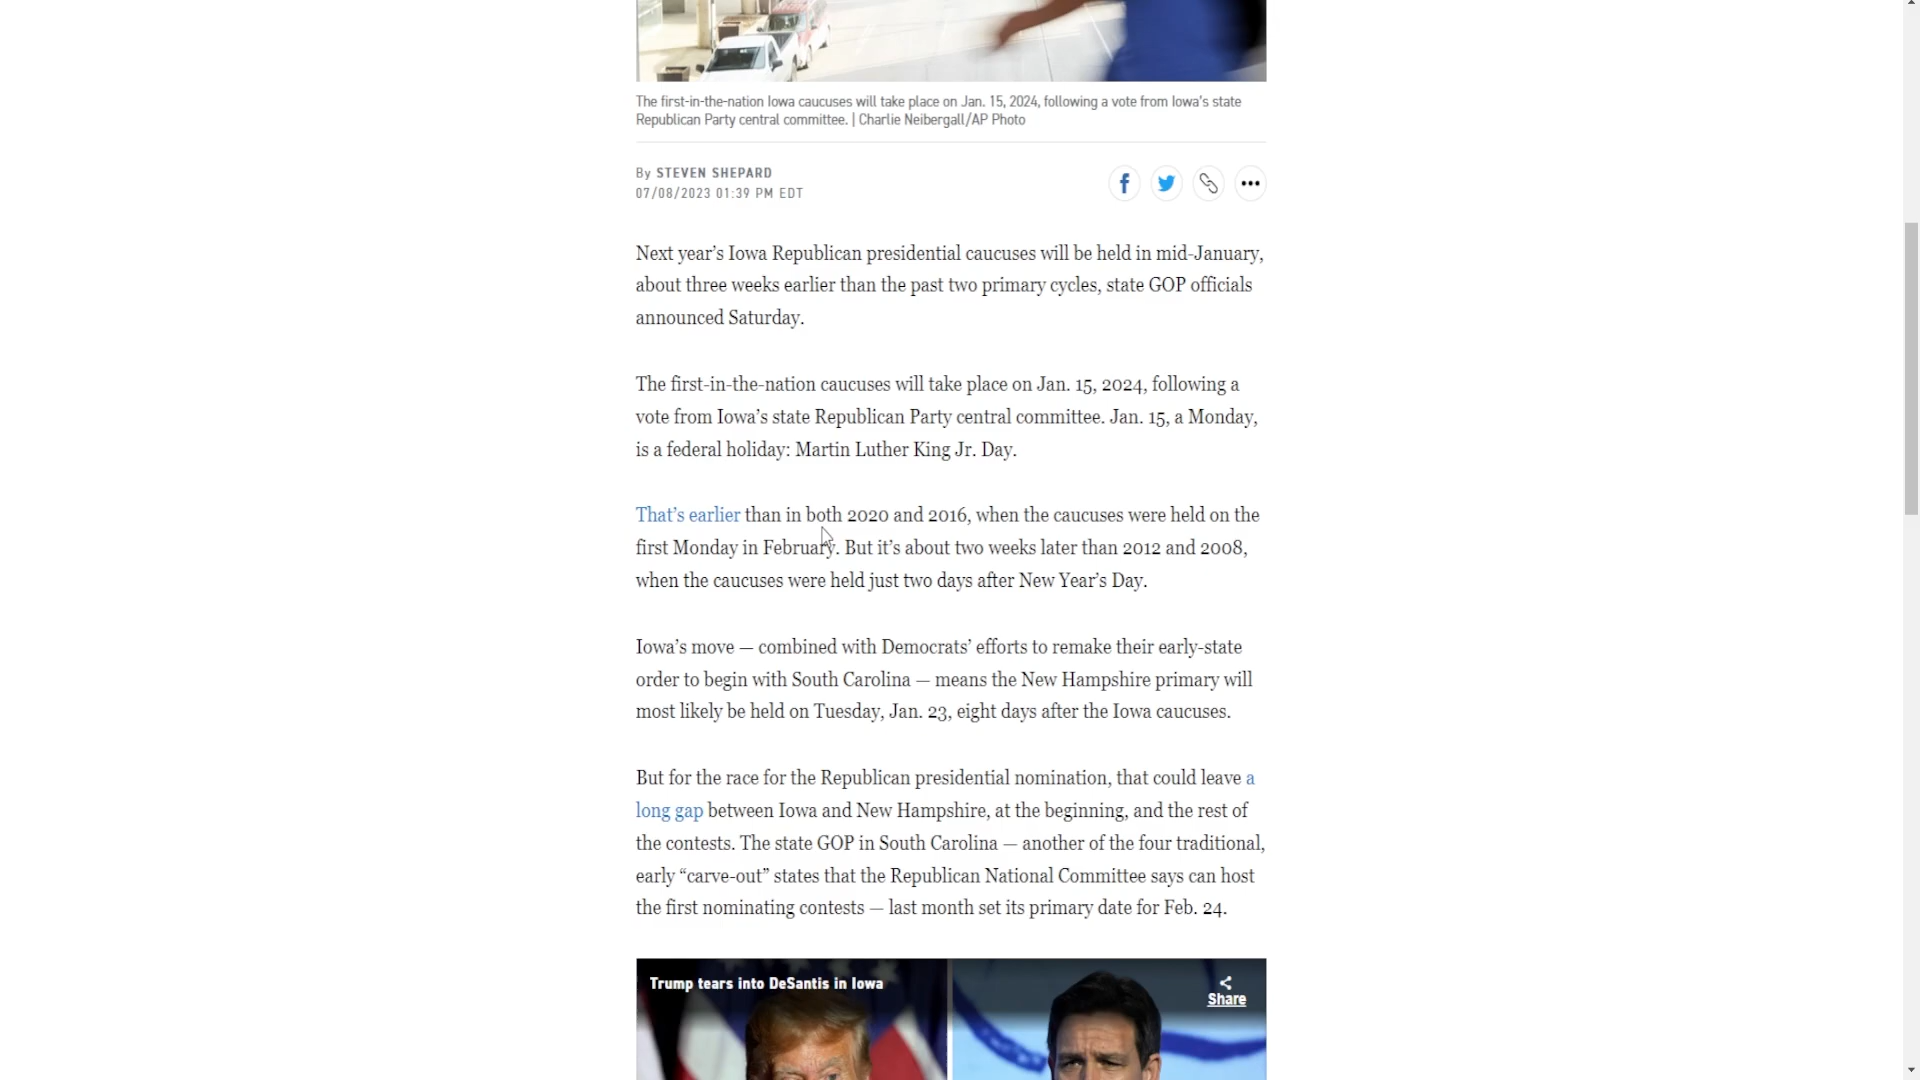 The first-in-the-nation Iowa caucuses will take place on Jan. 15, 2024, following a vote from Iowa's state
Republican Party central committee. | Charlie Neibergall/AP Photo
By STEVEN SHEPARD
07/08/2023 01:39 PM EDT
Next year's Iowa Republican presidential caucuses will be held in mid-January,
about three weeks earlier than the past two primary cycles, state GOP officials
announced Saturday.
The first-in-the-nation caucuses will take place on Jan. 15, 2024, following a
vote from Iowa's state Republican Party central committee. Jan. 15, a Monday,
is a federal holiday: Martin Luther King Jr. Day.
That's earlier than in both 2020 and 2016, when the caucuses were held on the
first Monday in February. But it's about two weeks later than 2012 and 2008,
when the caucuses were held just two days after New Year's Day.
Iowa's move — combined with Democrats' efforts to remake their early-state
order to begin with South Carolina — means the New Hampshire primary will
most likely be held on Tuesday, Jan. 23, eight days after the Iowa caucuses.
But for the race for the Republican presidential nomination, that could leave a
long gap between Iowa and New Hampshire, at the beginning, and the rest of
the contests. The state GOP in South Carolina — another of the four traditional,
early “carve-out” states that the Republican National Committee says can host
the first nominating contests — last month set its primary date for Feb. 24.
Trump tears into DeSantis in Iowa
Share